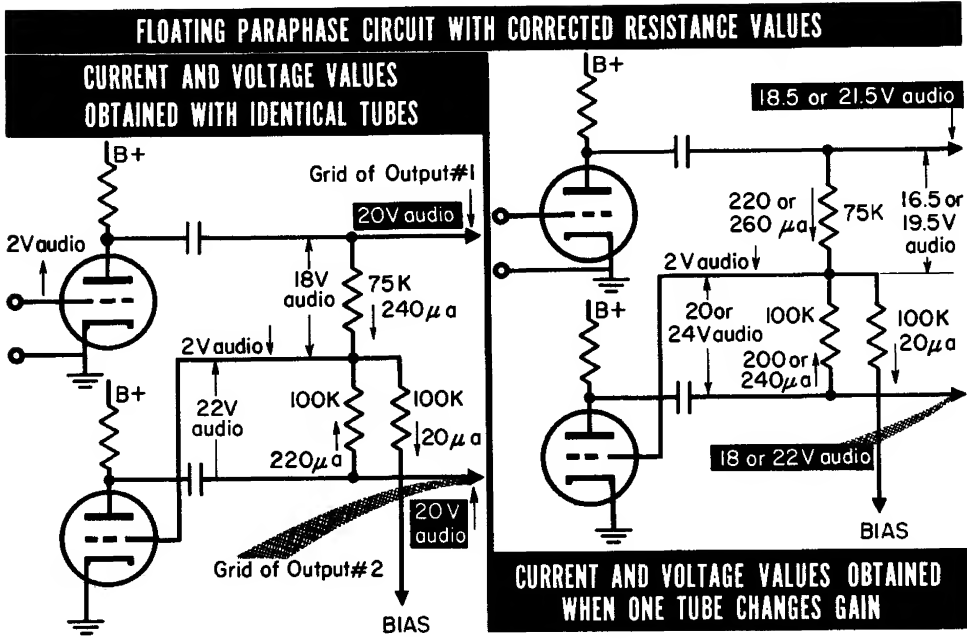 FLOATING PARAPHASE CIRCUIT WITH CORRECTED RESISTANCE VALUES
CURRENT AND VOLTAGE VALUES
OBTAINED WITH IDENTICAL TUBES
B+
Grid of Output#1
20V audio
2V audio
18V
audio
75K
240μa
2V audio
B+
22V
audio
100K
220μa
100K
20μa
20V
audio
Grid of Output#2
BIAS
B+
18.5 or 21.5V audio
220 or
260 μa
75K
16.5 or
19.5V
audio
2V audio
B+
20 or
24V audio
100K
200 or
240μa
100K
20μa
18 or 22V audio
BIAS
CURRENT AND VOLTAGE VALUES OBTAINED
WHEN ONE TUBE CHANGES GAIN